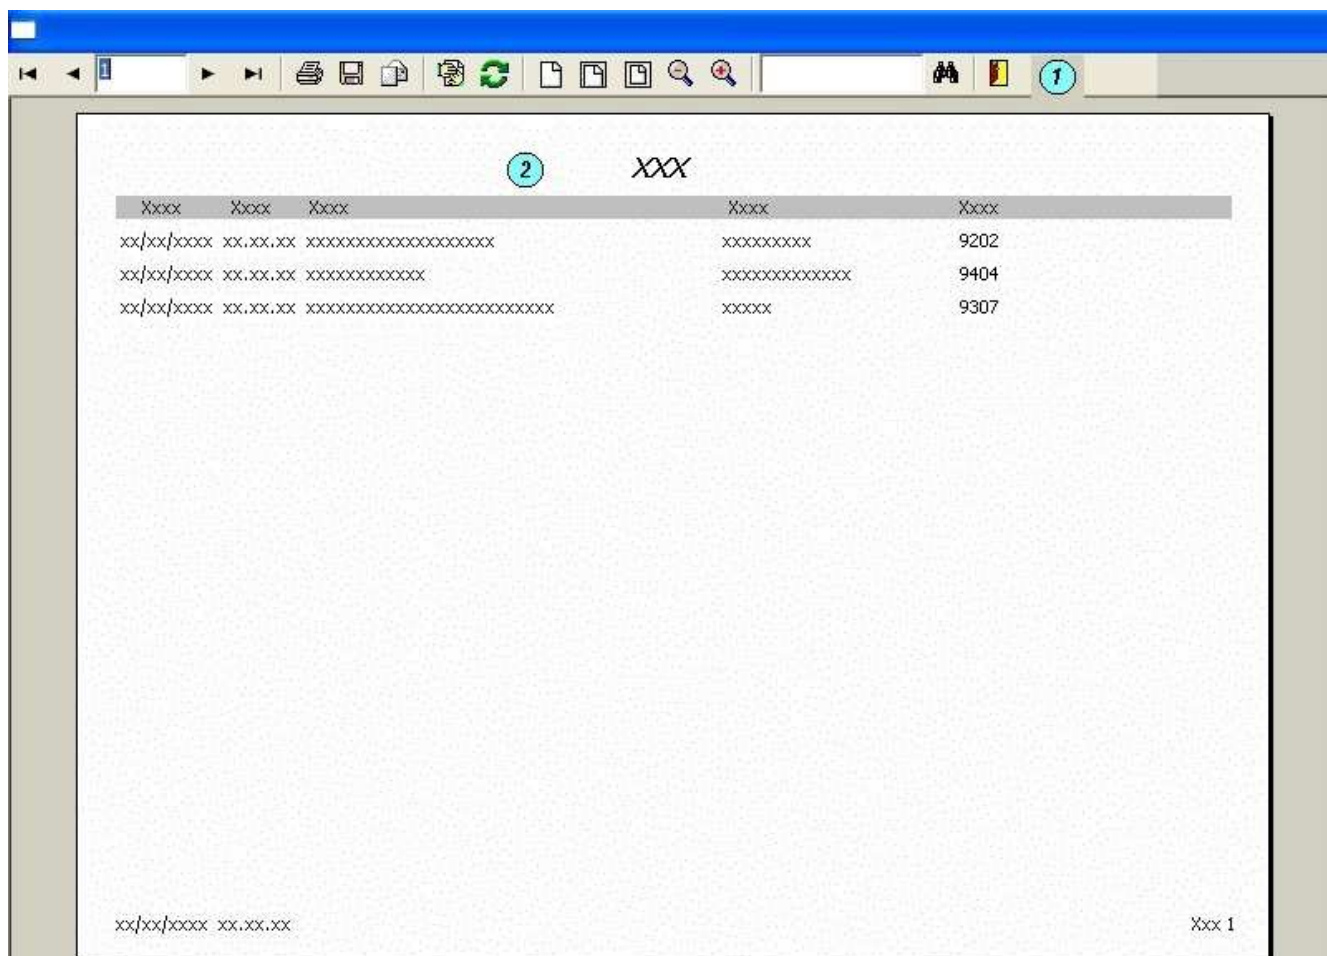 1
1
2 XXX
Xxxx Xxxx Xxxx Xxxx Xxxx
xx/xx/xxxx xx.xx.xx xxxxxxxxxxxxxxxxxxx xxxxxxxxx 9202
xx/xx/xxxx xx.xx.xx xxxxxxxxxxxx xxxxxxxxxxxxx 9404
xx/xx/xxxx xx.xx.xx xxxxxxxxxxxxxxxxxxxxxxxxx xxxxx 9307
xx/xx/xxxx xx.xx.xx Xxx 1